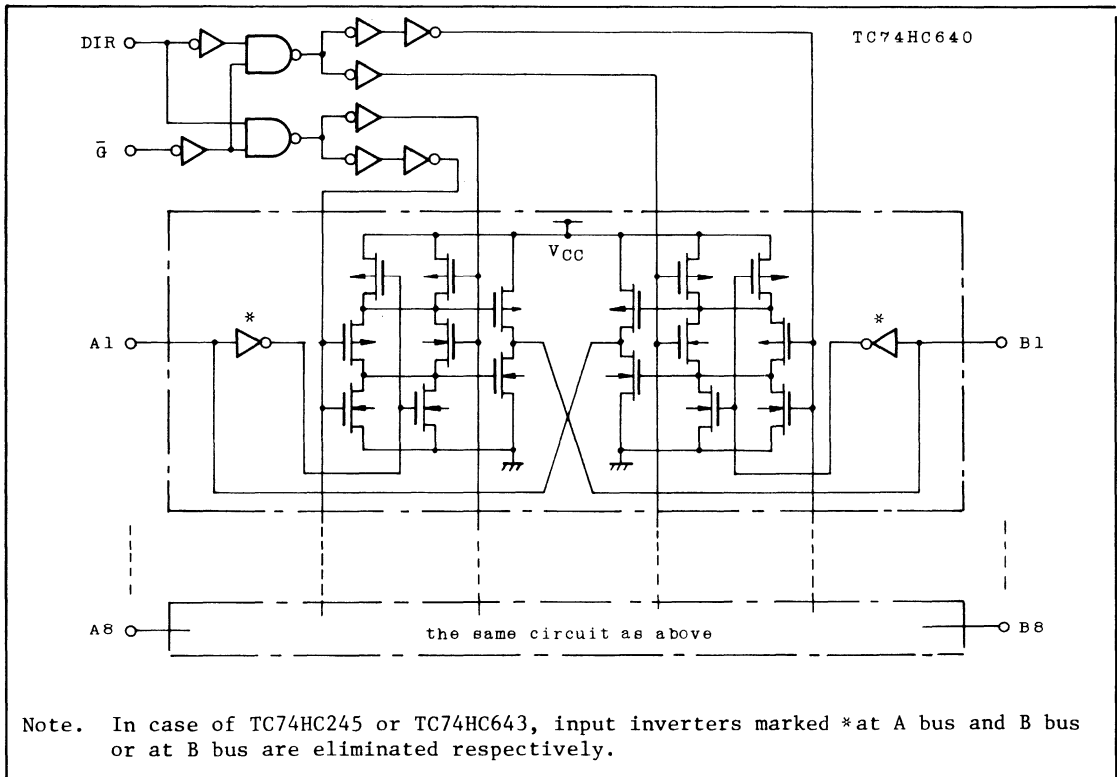 DIR
TC74HC640
G̅
VCC
*
*
A1
B1
A8
the same circuit as above
B8
Note. In case of TC74HC245 or TC74HC643, input inverters marked * at A bus and B bus
or at B bus are eliminated respectively.